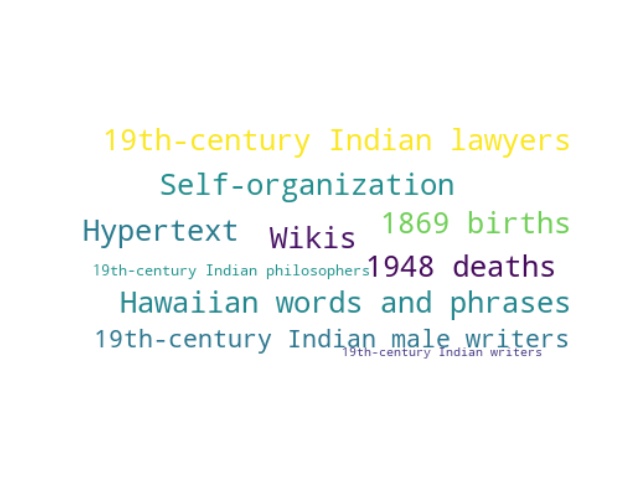 19th-century Indian lawyers
Self-organization
Hypertext
Wikis
1869 births
19th-century Indian philosophers
1948 deaths
Hawaiian words and phrases
19th-century Indian male writers
19th-century Indian writers